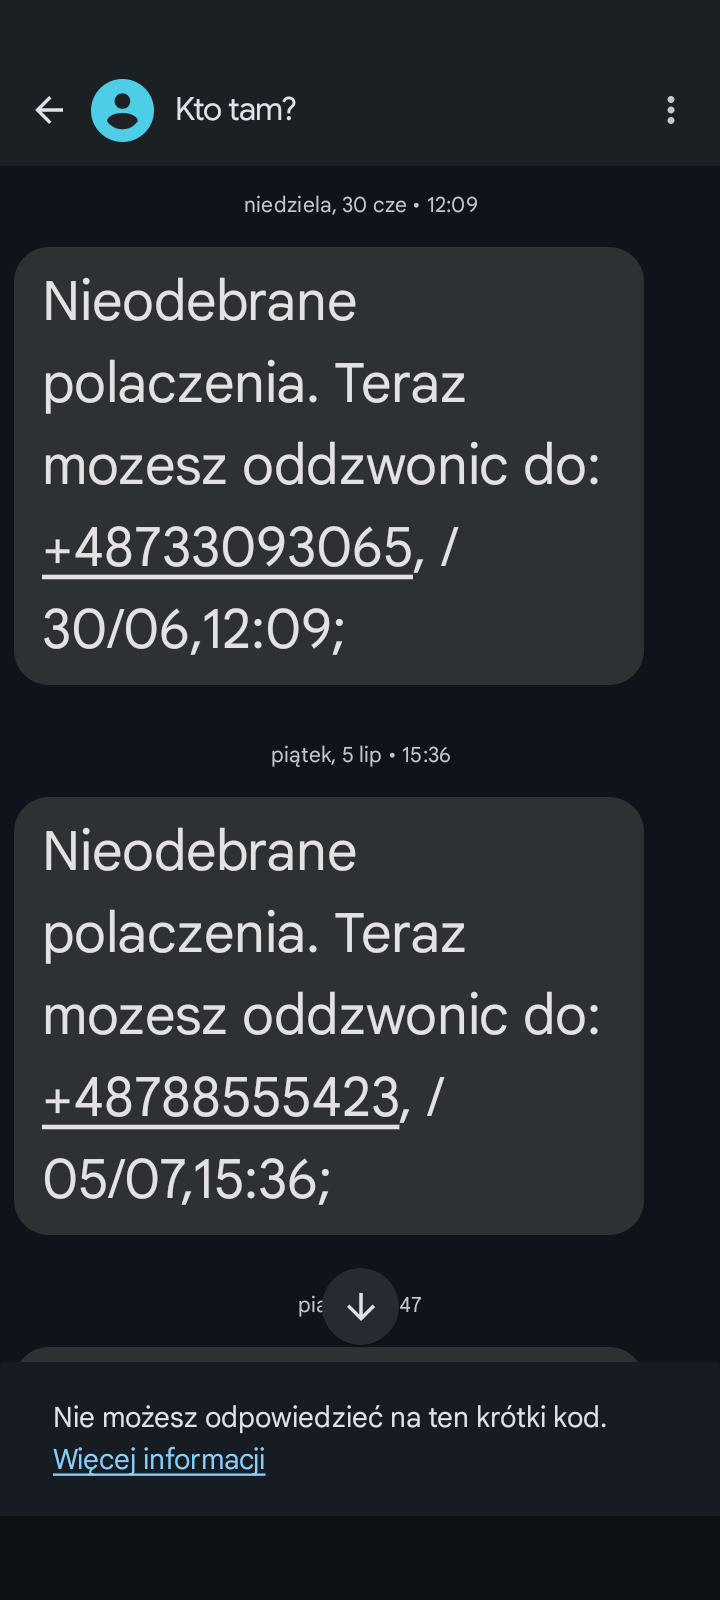 Kto tam?
niedziela, 30 cze • 12:09
Nieodebrane
polaczenia. Teraz
mozesz oddzwonic do:
+48733093065, /
30/06,12:09;
piątek, 5 lip • 15:36
Nieodebrane
polaczenia. Teraz
mozesz oddzwonic do:
+48788555423, /
05/07,15:36;
47
Nie możesz odpowiedzieć na ten krótki kod.
Więcej informacji